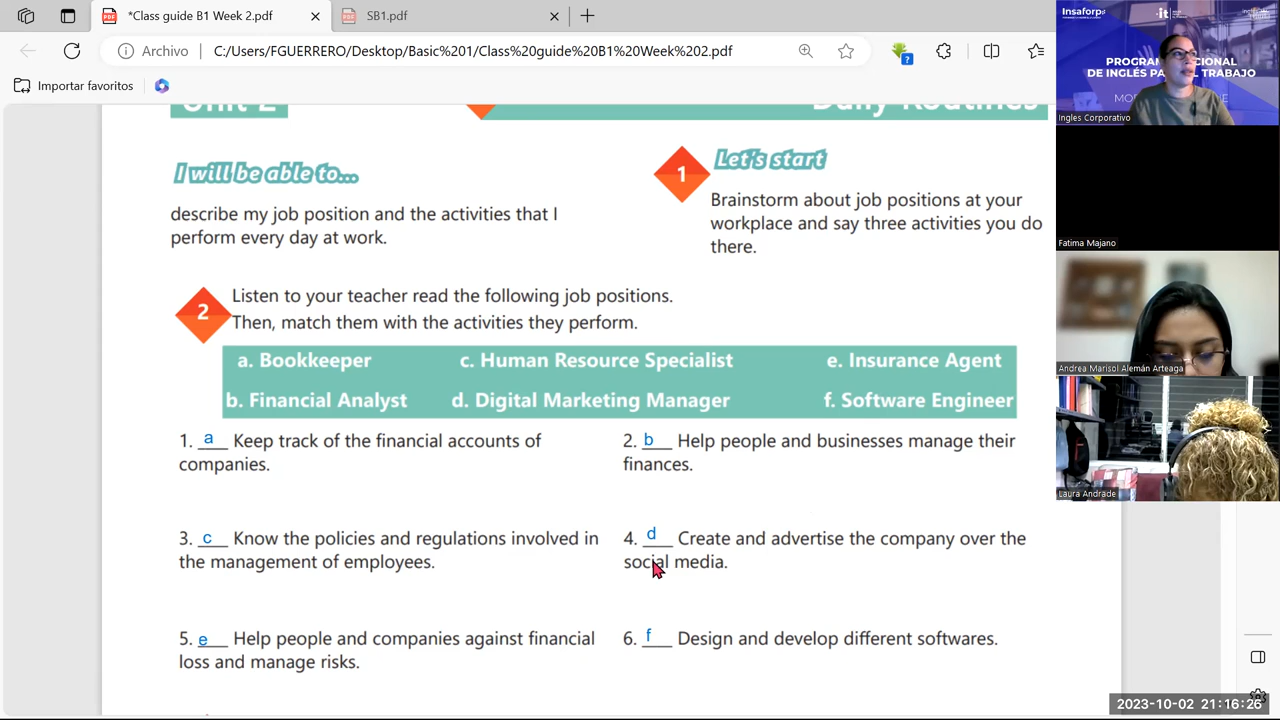 *Class guide B1 Week 2.pdf
SB1.pdf
Archivo
C:/Users/FGUERRERO/Desktop/Basic%201/Class%20guide%20B1%20Week%202.pdf
Importar favoritos
Unit 2
Daily Routines
I will be able to...
describe my job position and the activities that I
perform every day at work.
1
Let's start
Brainstorm about job positions at your
workplace and say three activities you do
there.
2
Listen to your teacher read the following job positions.
Then, match them with the activities they perform.
a. Bookkeeper
c. Human Resource Specialist
e. Insurance Agent
b. Financial Analyst
d. Digital Marketing Manager
f. Software Engineer
1. a Keep track of the financial accounts of
companies.
2. b Help people and businesses manage their
finances.
3. c Know the policies and regulations involved in
the management of employees.
4. d Create and advertise the company over the
social media.
5. e Help people and companies against financial
loss and manage risks.
6. f Design and develop different softwares.
Insaforp
Ingles Corporativo
Fatima Majano
Andrea Marisol Alemán Arteaga
Laura Andrade
2023-10-02 21:16:26